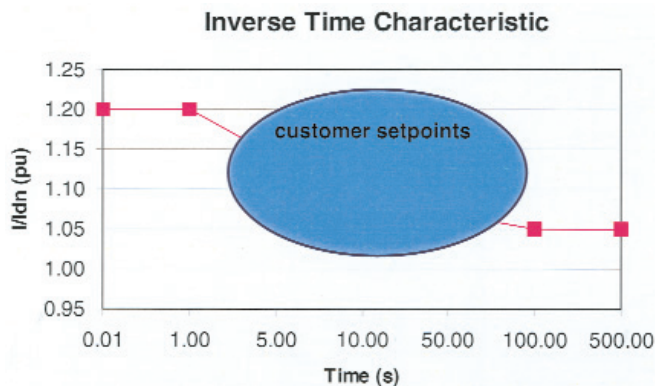 Inverse Time Characteristic
1.25
1.20
1.15
1.10
1.05
1.00
0.95
I/Idn (pu)
customer setpoints
0.01 1.00 5.00 10.00 50.00 100.00 500.00
Time (s)